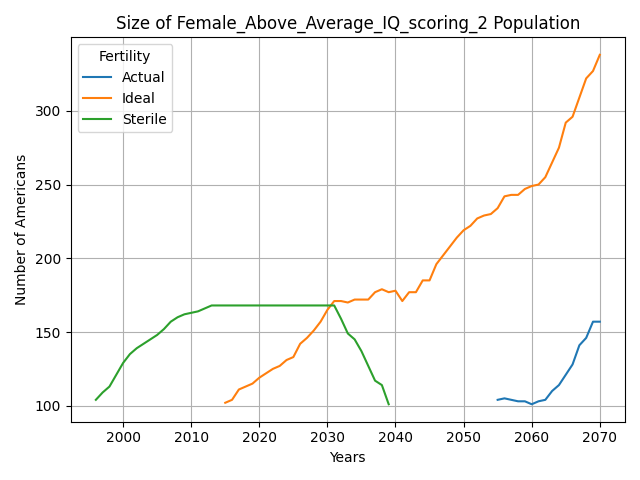 Size of Female_Above_Average_IQ_scoring_2 Population
Fertility
Actual
Ideal
Sterile
Number of Americans
300
250
200
150
100
2000 2010 2020 2030 2040 2050 2060 2070
Years